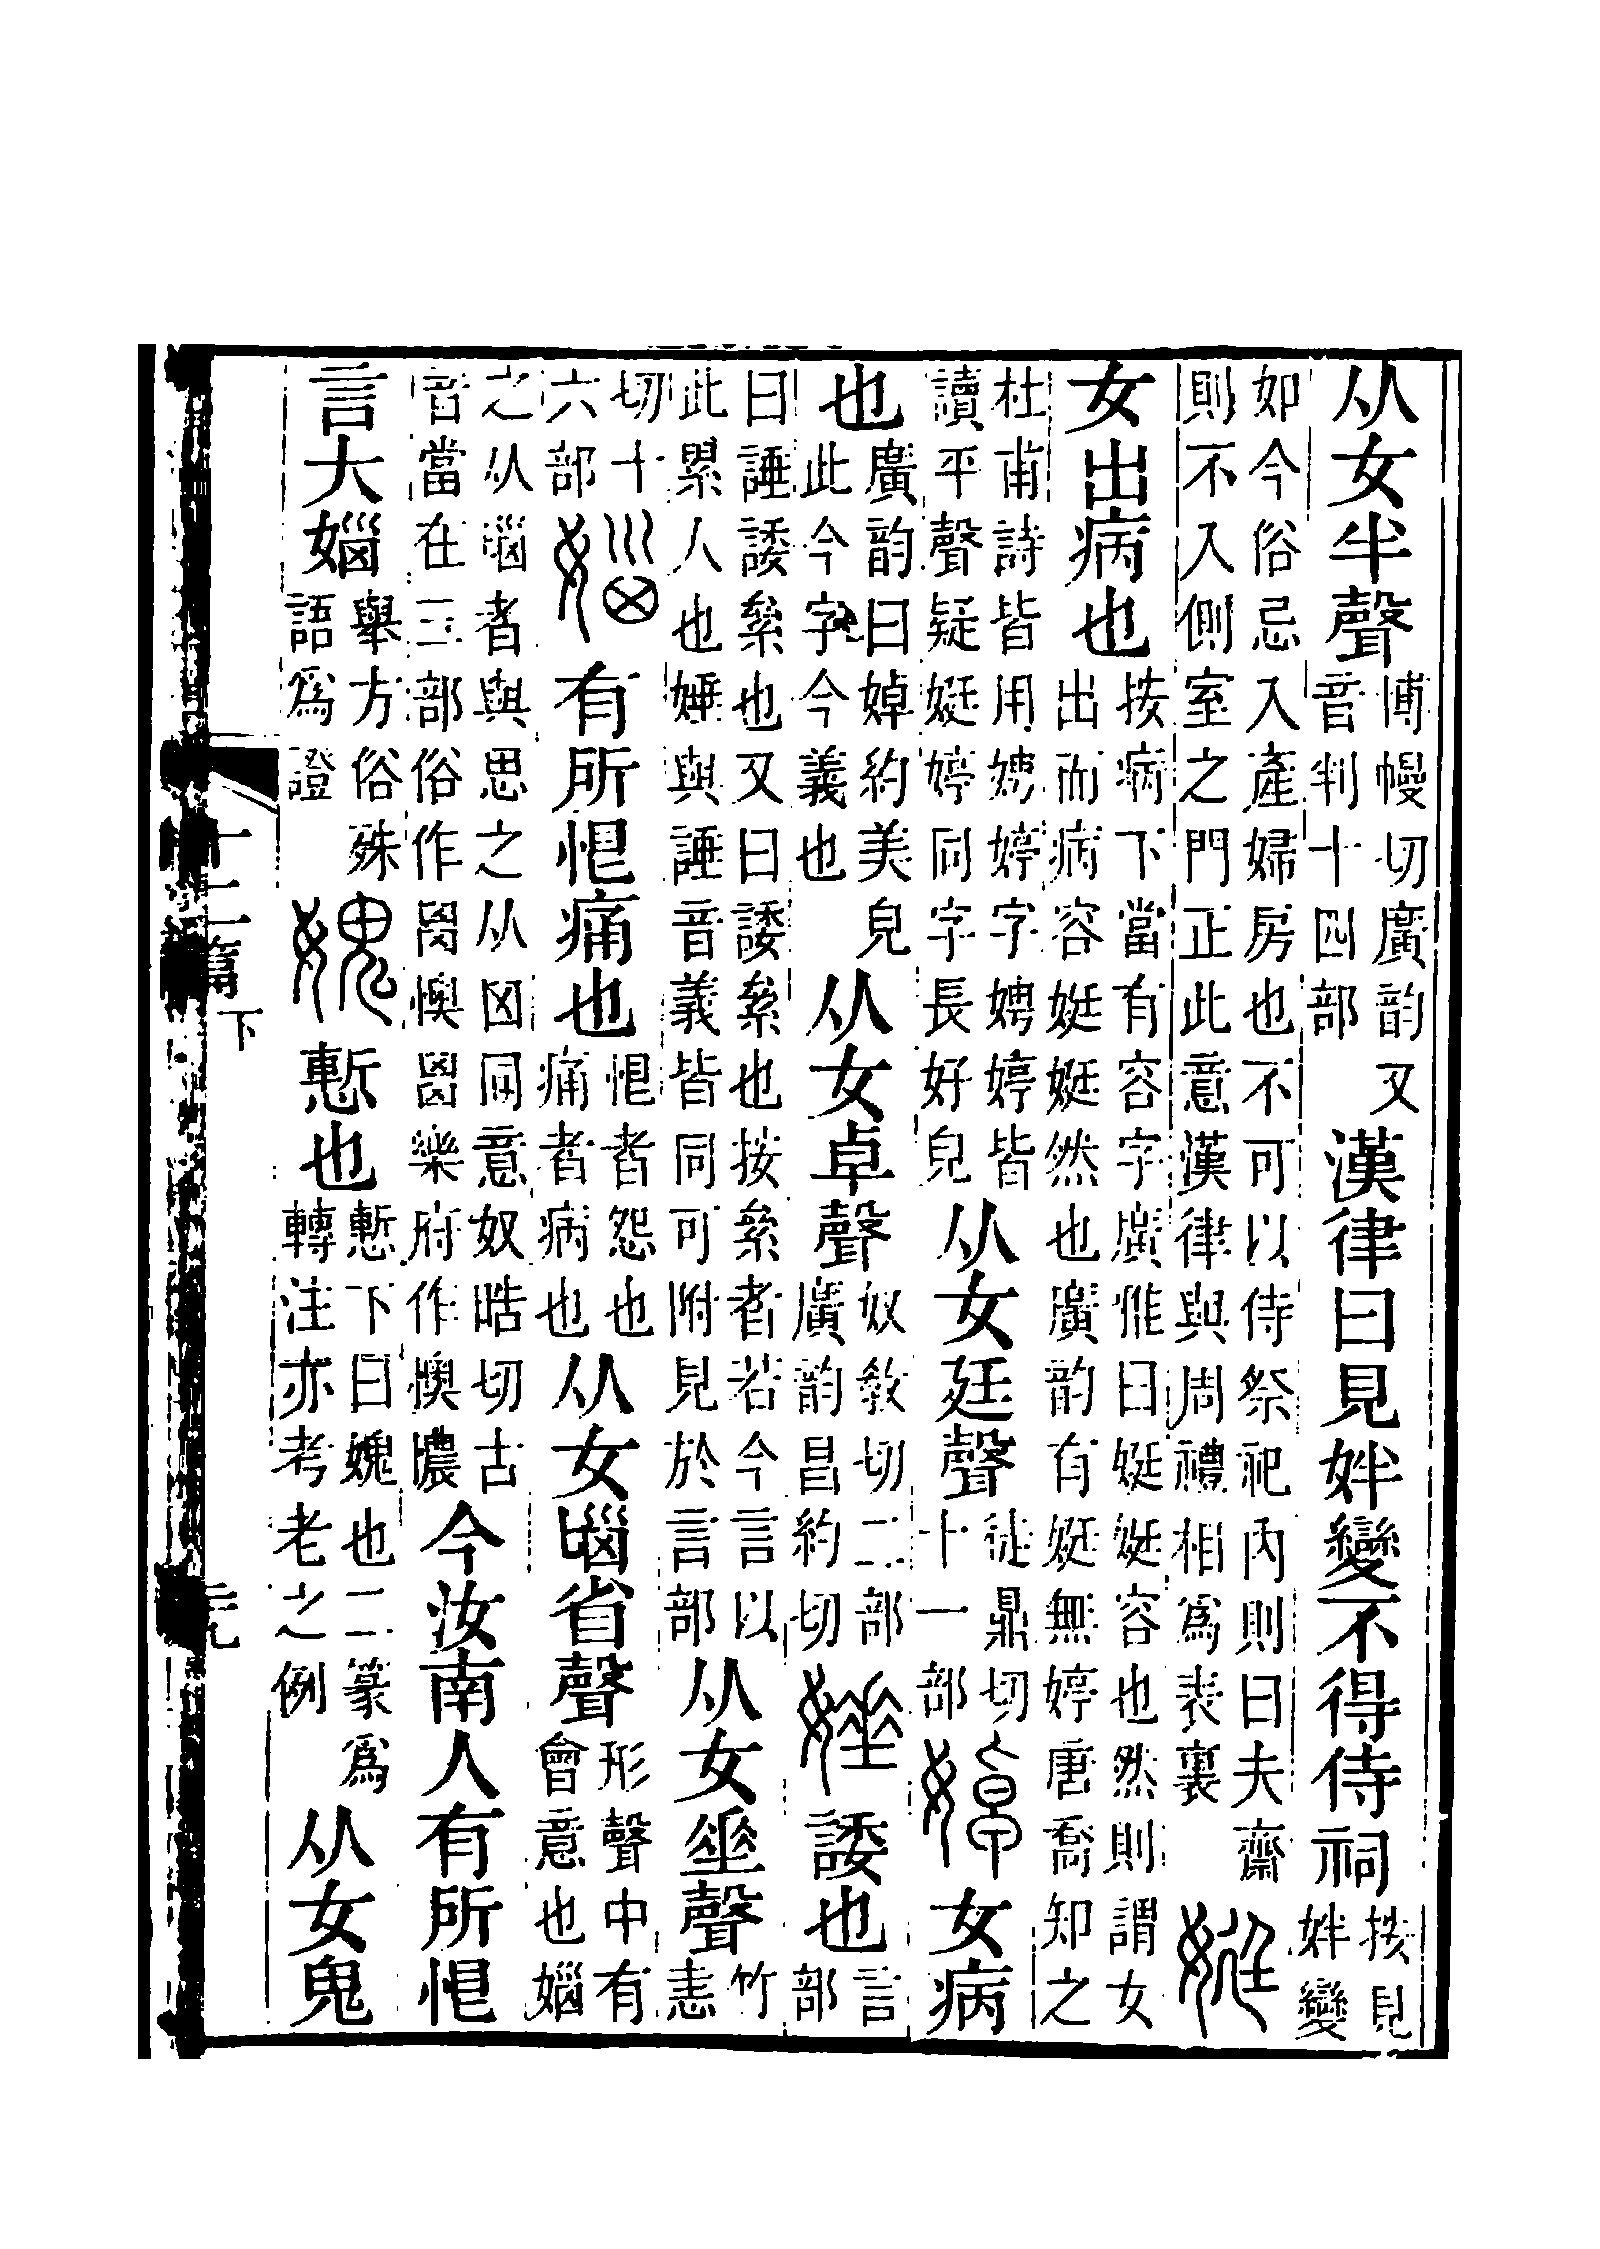 从女半聲博幔切廣韵又音判十四部漢律曰見姅變不得侍祠按見姅變
如今俗忌入產婦房也不可以侍祭祀內則曰夫齋則不入側室之門正此意漢律與周禮相爲表裏娗
女出病也按病下當有容字廣雅曰娗娗容也然則謂女出而病容娗娗然也廣韵有娗無婷唐喬知之
杜甫詩皆用娉婷字娉婷皆讀平聲疑娗婷同字長好皃从女廷聲徒鼎切十一部婥女病
也廣韵曰婥約美皃此今字今義也从女卓聲奴敎切二部廣韵昌約切娷諉也言部
曰諈諉絫也又曰諉絫也按絫者若今言以此累人也娷與諈音義皆同可附見於言部从女垂聲竹恚
切十六部㛴有所恨痛也恨者怨也痛者病也从女𡿺省聲形聲中有會意也㛴
之从𡿺者與思之从囟同意奴晧切古音當在三部俗作惱懊惱樂府作懊憹今汝南人有所恨
言大㛴舉方俗殊語爲證媿慙也慙下曰媿也二篆爲轉注亦考老之例从女鬼
十二篇下